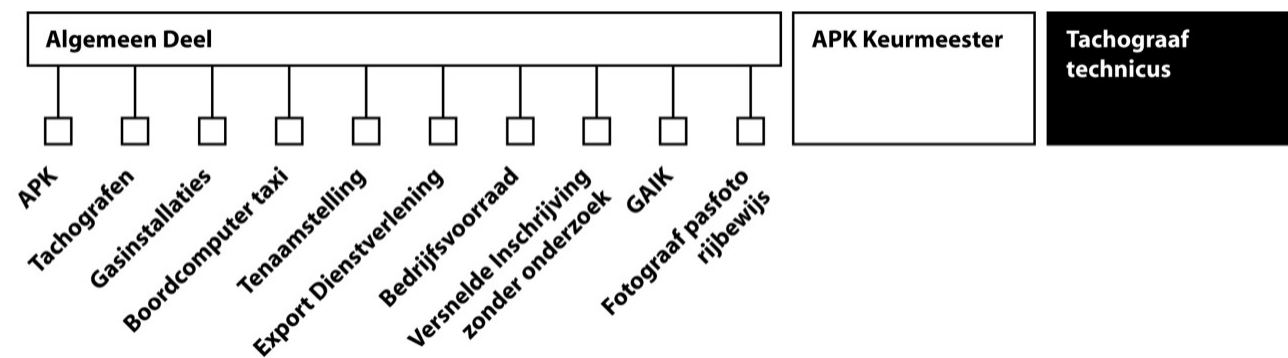 Algemeen Deel
APK Keurmeester
Tachograaf
technicus
APK
Tachografen
Gasinstallaties
Boordcomputer taxi
Tenaamstelling
Export Dienstverlening
Bedrijfsvoorraad
Versnelde Inschrijving
zonder onderzoek
GAIK
Fotograaf pasfoto
rijbewijs